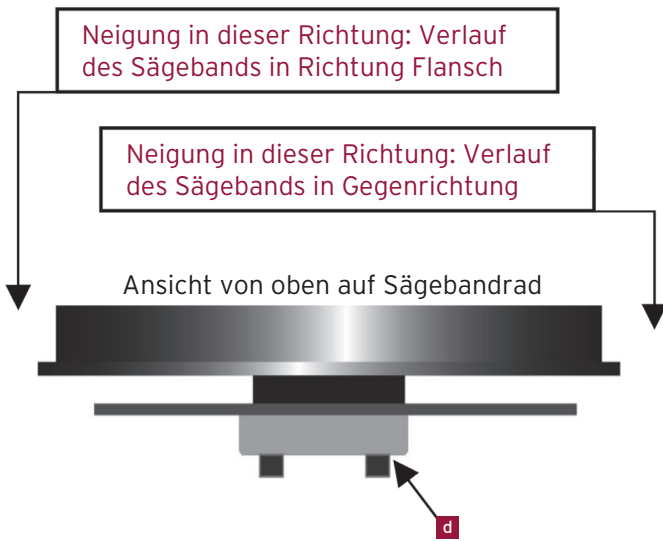 Neigung in dieser Richtung: Verlauf
des Sägebands in Richtung Flansch
Neigung in dieser Richtung: Verlauf
des Sägebands in Gegenrichtung
Ansicht von oben auf Sägebandrad
d